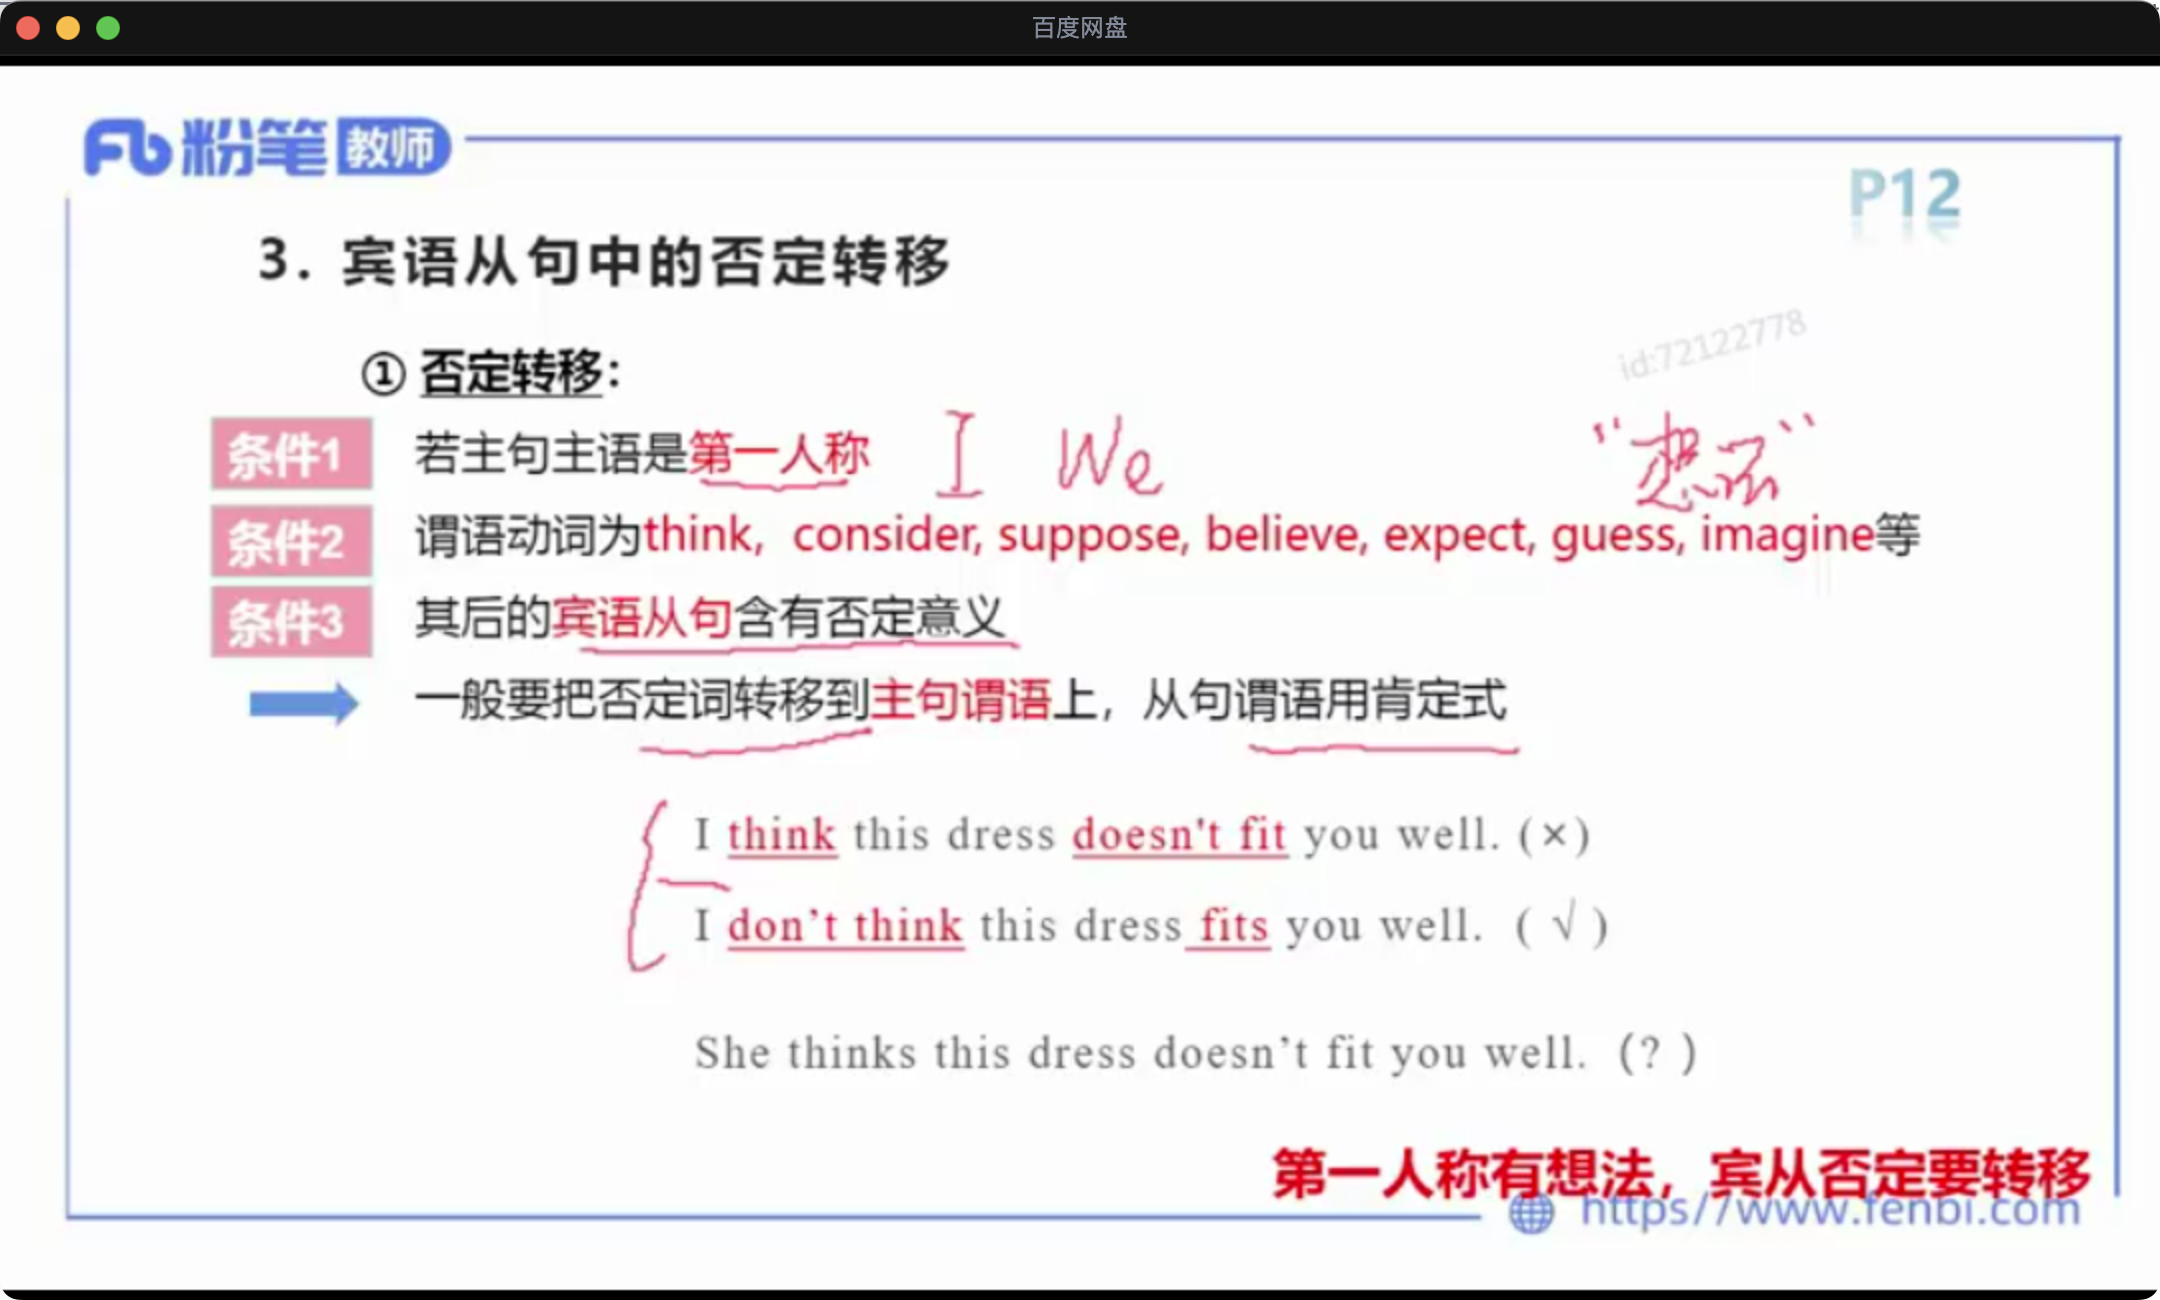 百度网盘
粉笔 教师
P12
3. 宾语从句中的否定转移
id:72122778
① 否定转移：
条件1 若主句主语是第一人称 I We “想法”
条件2 谓语动词为think, consider, suppose, believe, expect, guess, imagine等
条件3 其后的宾语从句含有否定意义
一般要把否定词转移到主句谓语上，从句谓语用肯定式
I think this dress doesn't fit you well. (×)
I don’t think this dress fits you well. ( √ )
She thinks this dress doesn’t fit you well. (? )
第一人称有想法，宾从否定要转移
https//www.fenbi.com